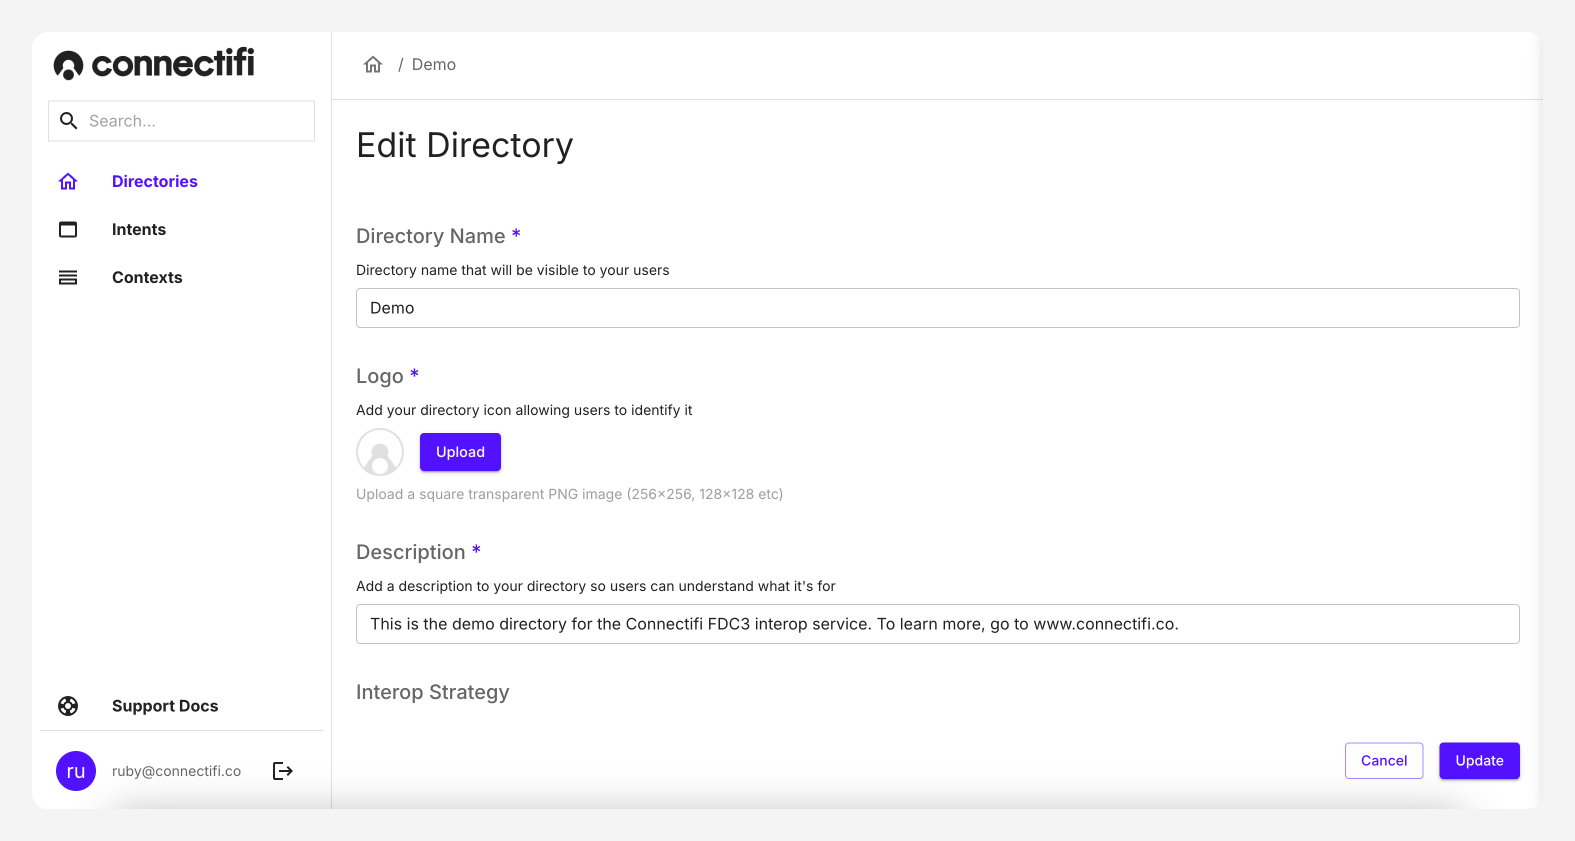 connectifi
Search...
Directories
Intents
Contexts
Support Docs
ru
ruby@connectifi.co
/ Demo
Edit Directory
Directory Name *
Directory name that will be visible to your users
Demo
Logo *
Add your directory icon allowing users to identify it
Upload
Upload a square transparent PNG image (256x256, 128x128 etc)
Description *
Add a description to your directory so users can understand what it's for
This is the demo directory for the Connectifi FDC3 interop service. To learn more, go to www.connectifi.co.
Interop Strategy
Cancel
Update